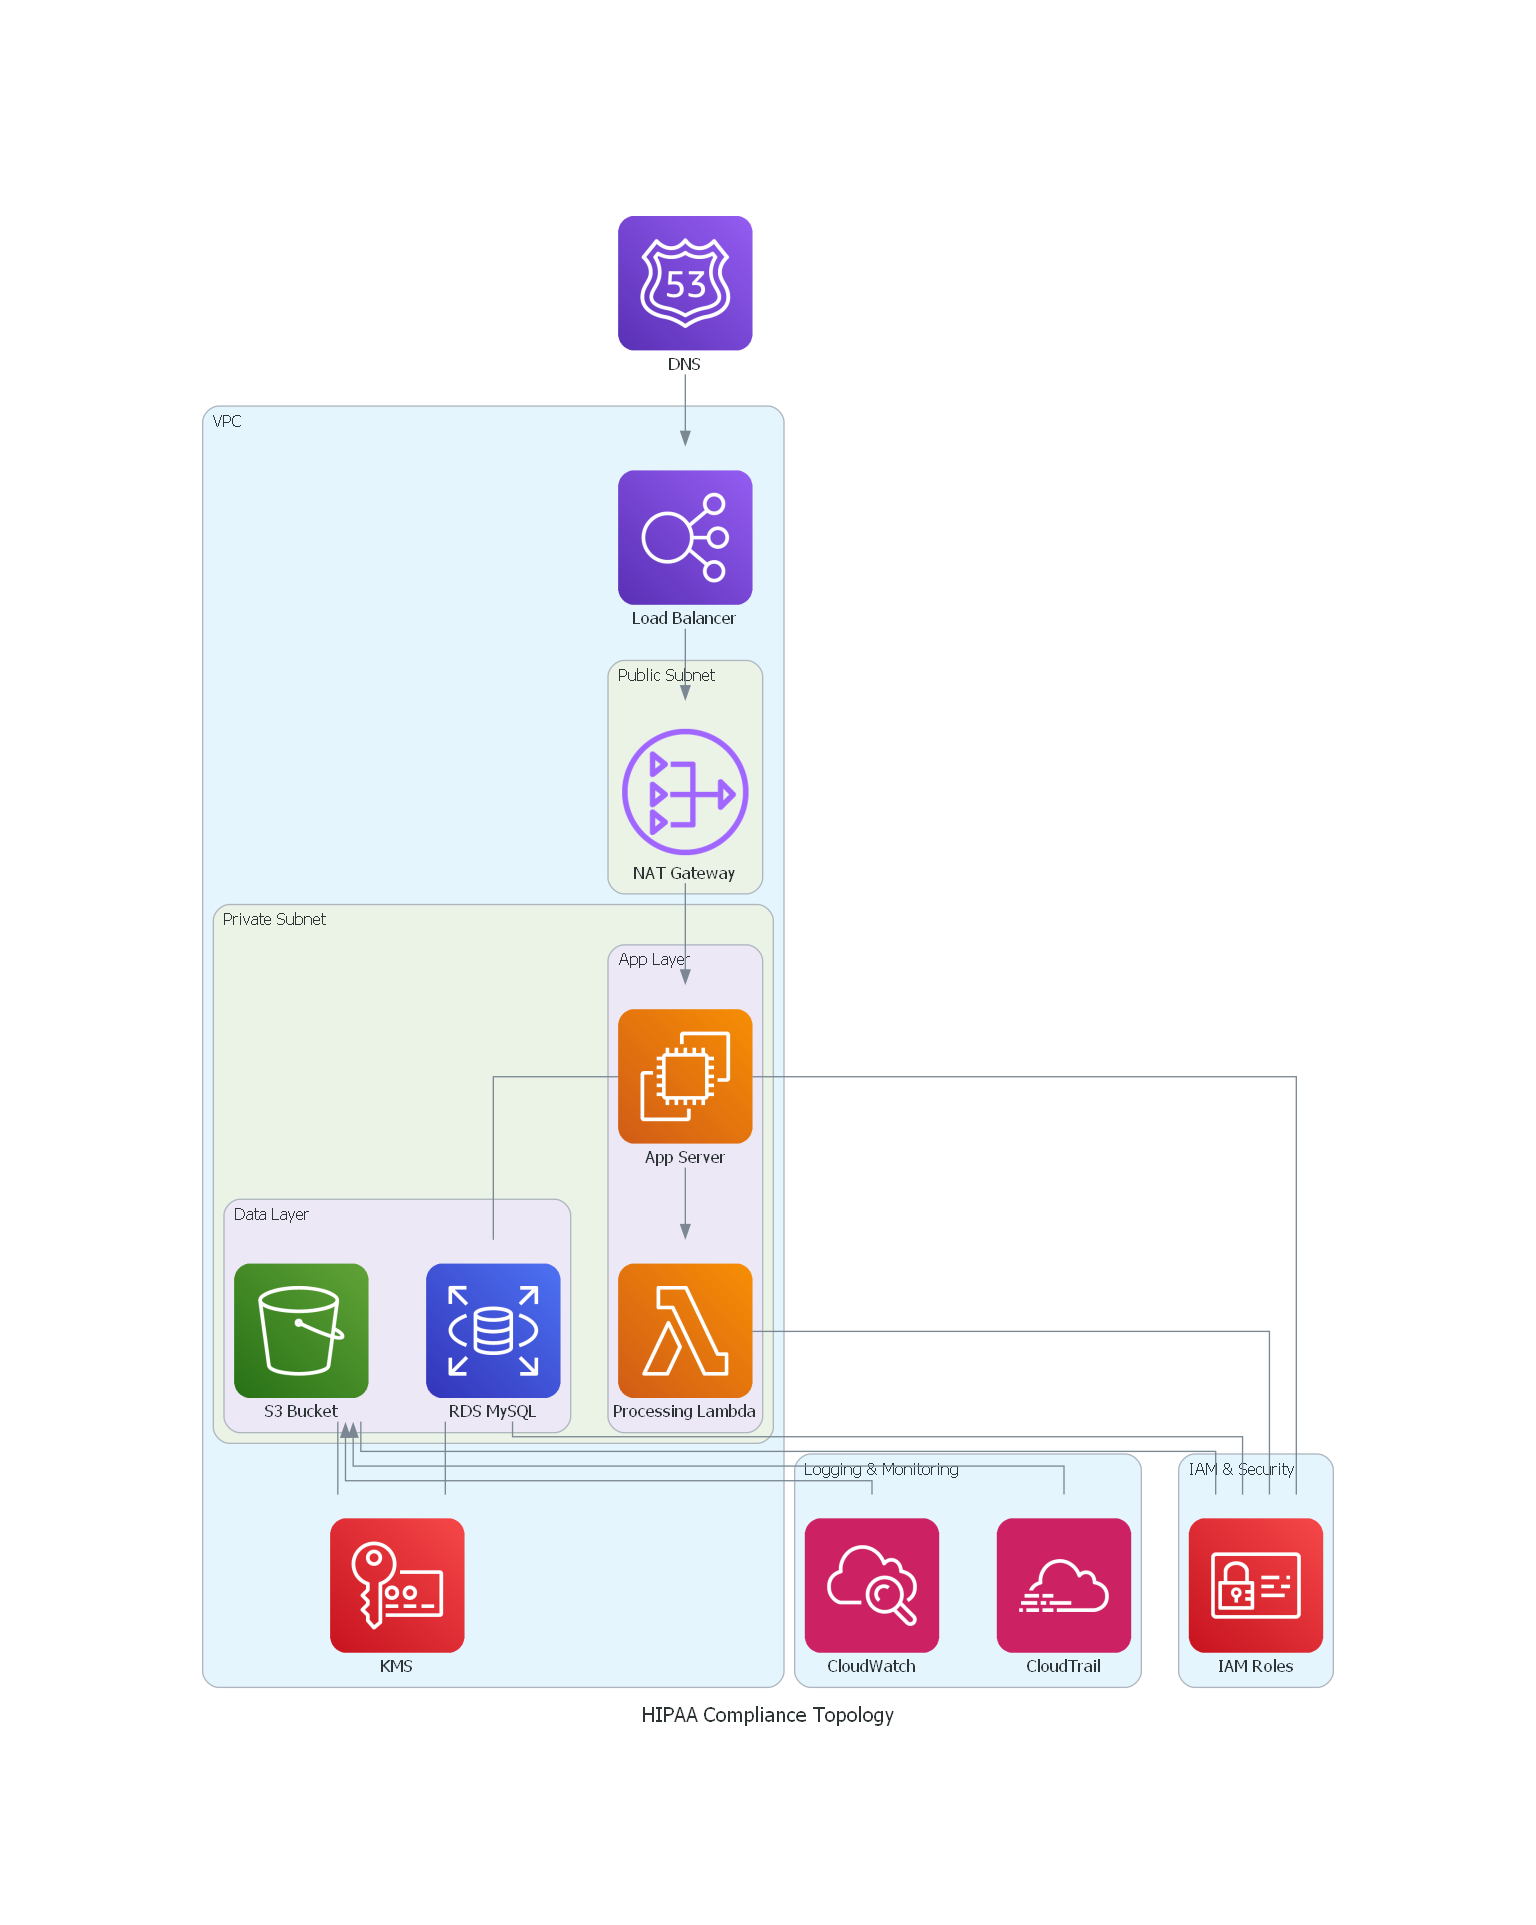 53
DNS
VPC
Load Balancer
Public Subnet
NAT Gateway
Private Subnet
App Layer
App Server
Data Layer
S3 Bucket
RDS MySQL
Processing Lambda
Logging & Monitoring
IAM & Security
KMS
CloudWatch
CloudTrail
IAM Roles
HIPAA Compliance Topology